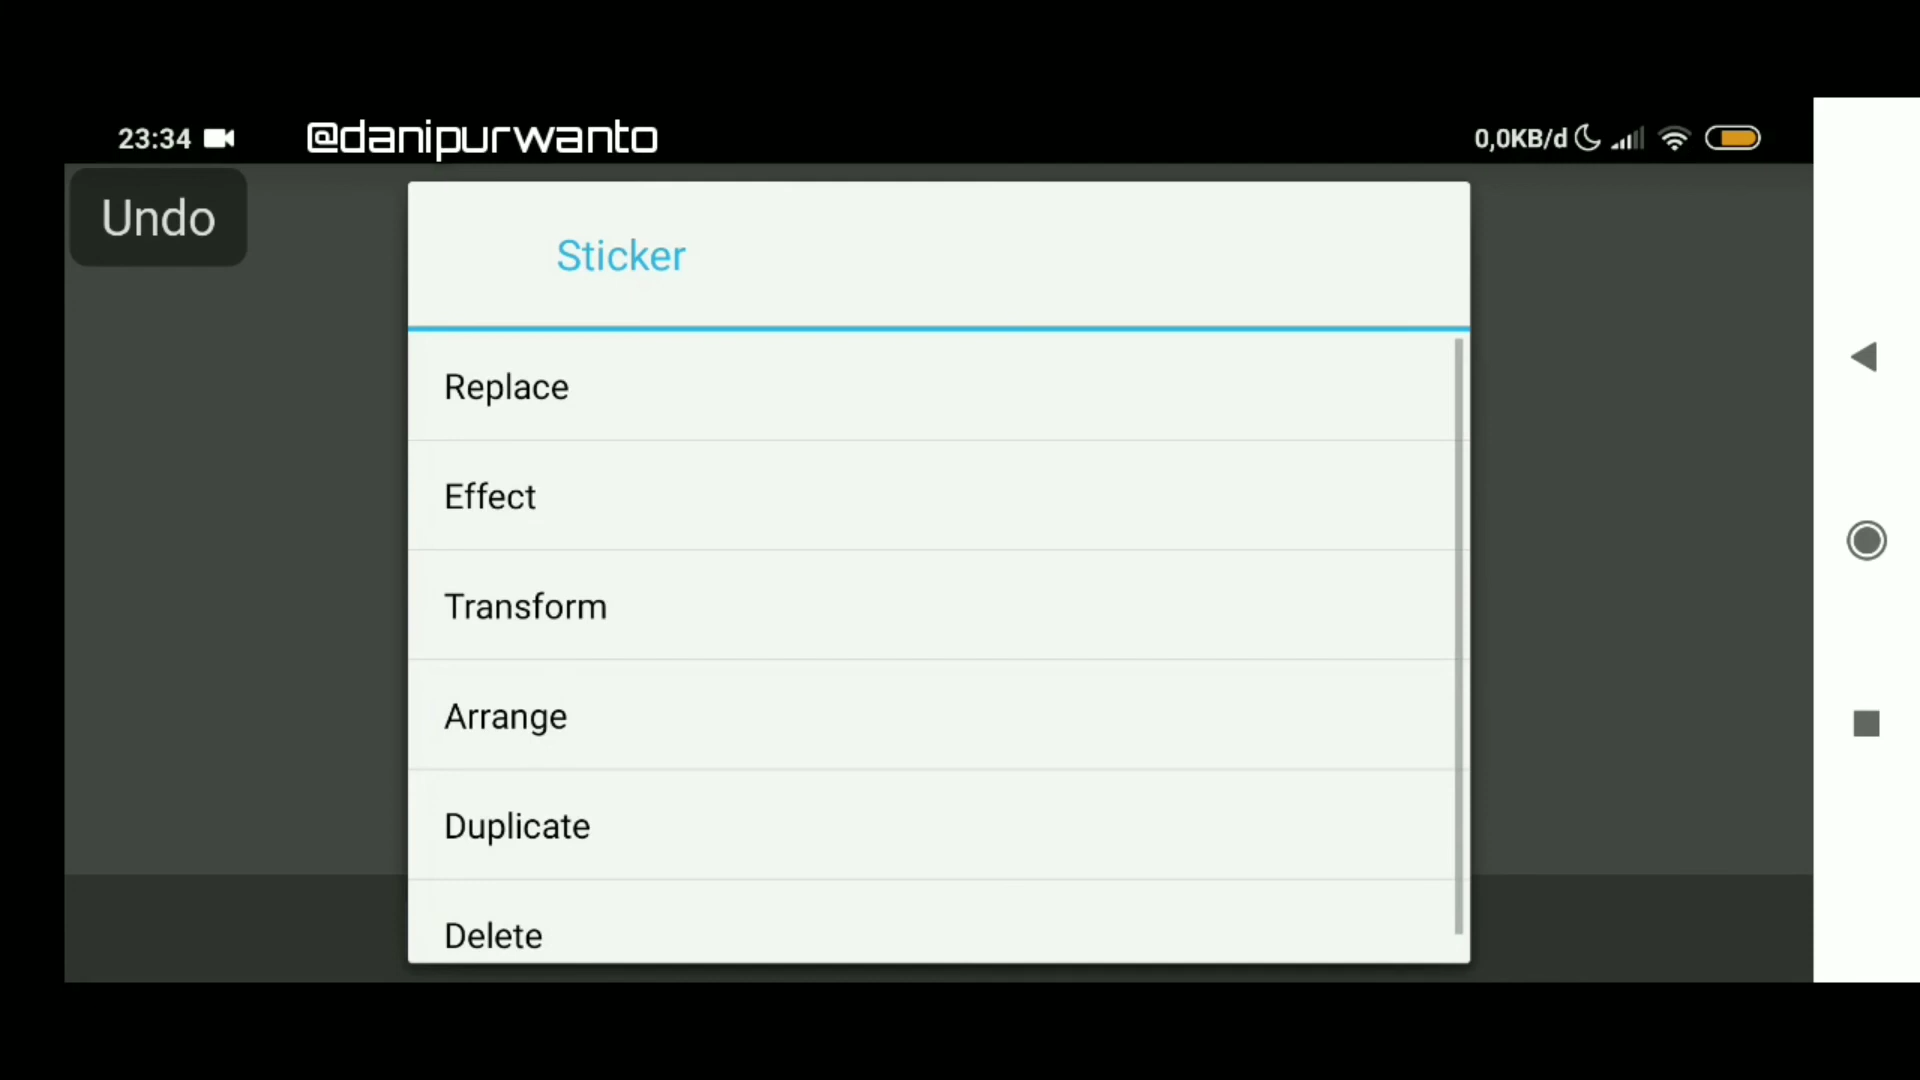 23:34 @danipurwanto 0,0KB/d
Undo
Sticker
Replace
Effect
Transform
Arrange
Duplicate
Delete